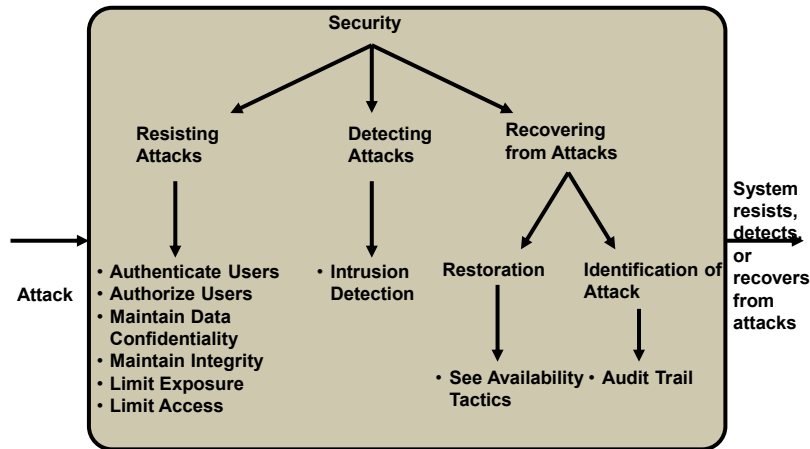 Security
Resisting
Attacks
Detecting
Attacks
Recovering
from Attacks
Attack
• Authenticate Users
• Authorize Users
• Maintain Data
Confidentiality
• Maintain Integrity
• Limit Exposure
• Limit Access
• Intrusion
Detection
Restoration
Identification of
Attack
• See Availability
Tactics
• Audit Trail
System
resists,
detects,
or
recovers
from
attacks